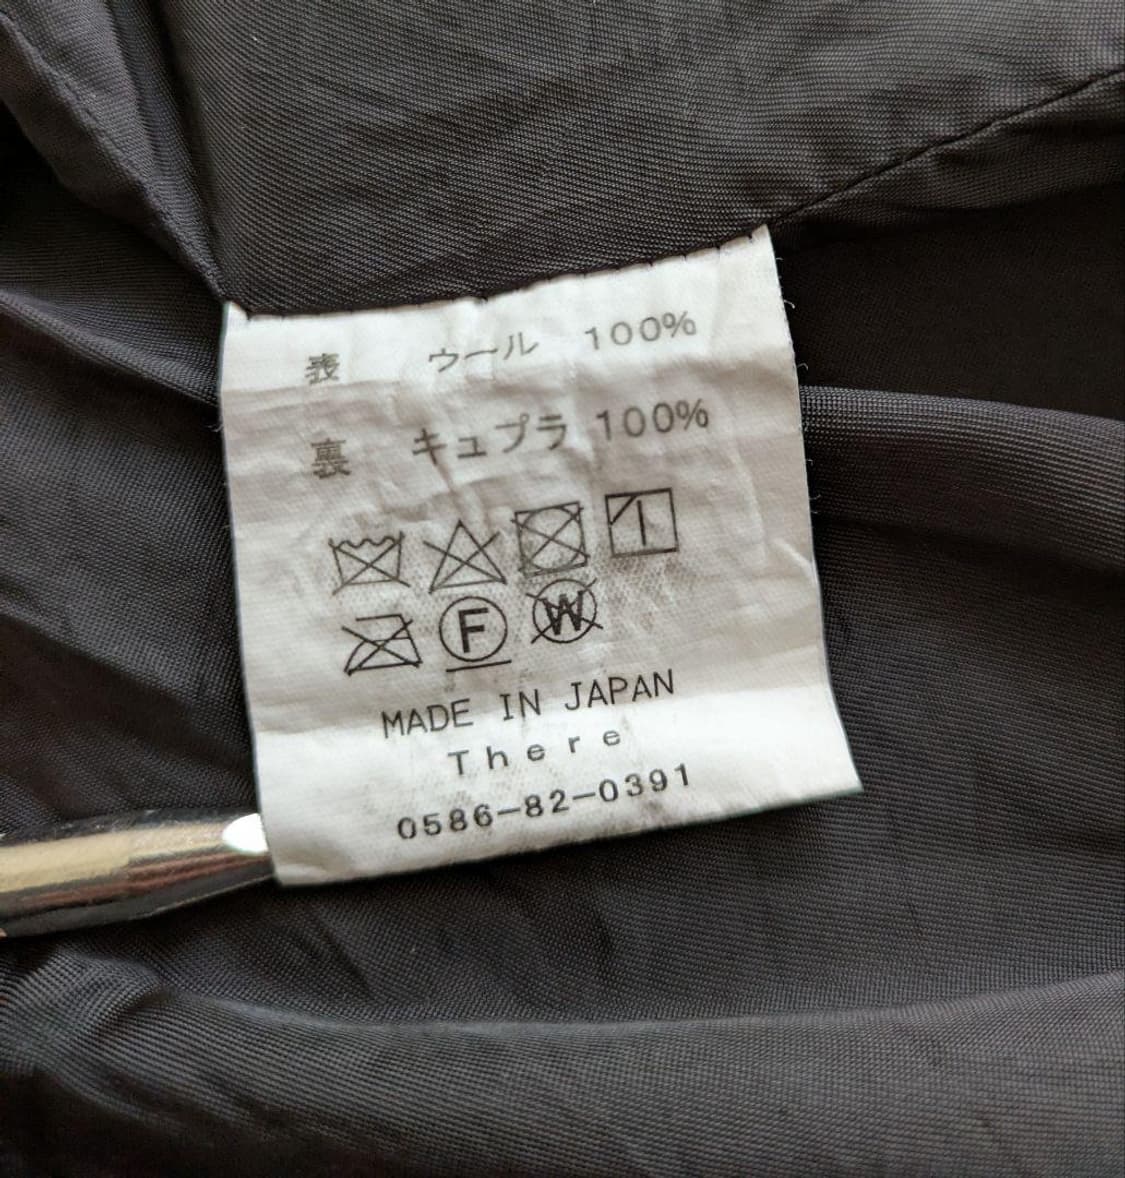 表 ウール 100%
裏 キュプラ 100%
F W
MADE IN JAPAN
There
0586-82-0391